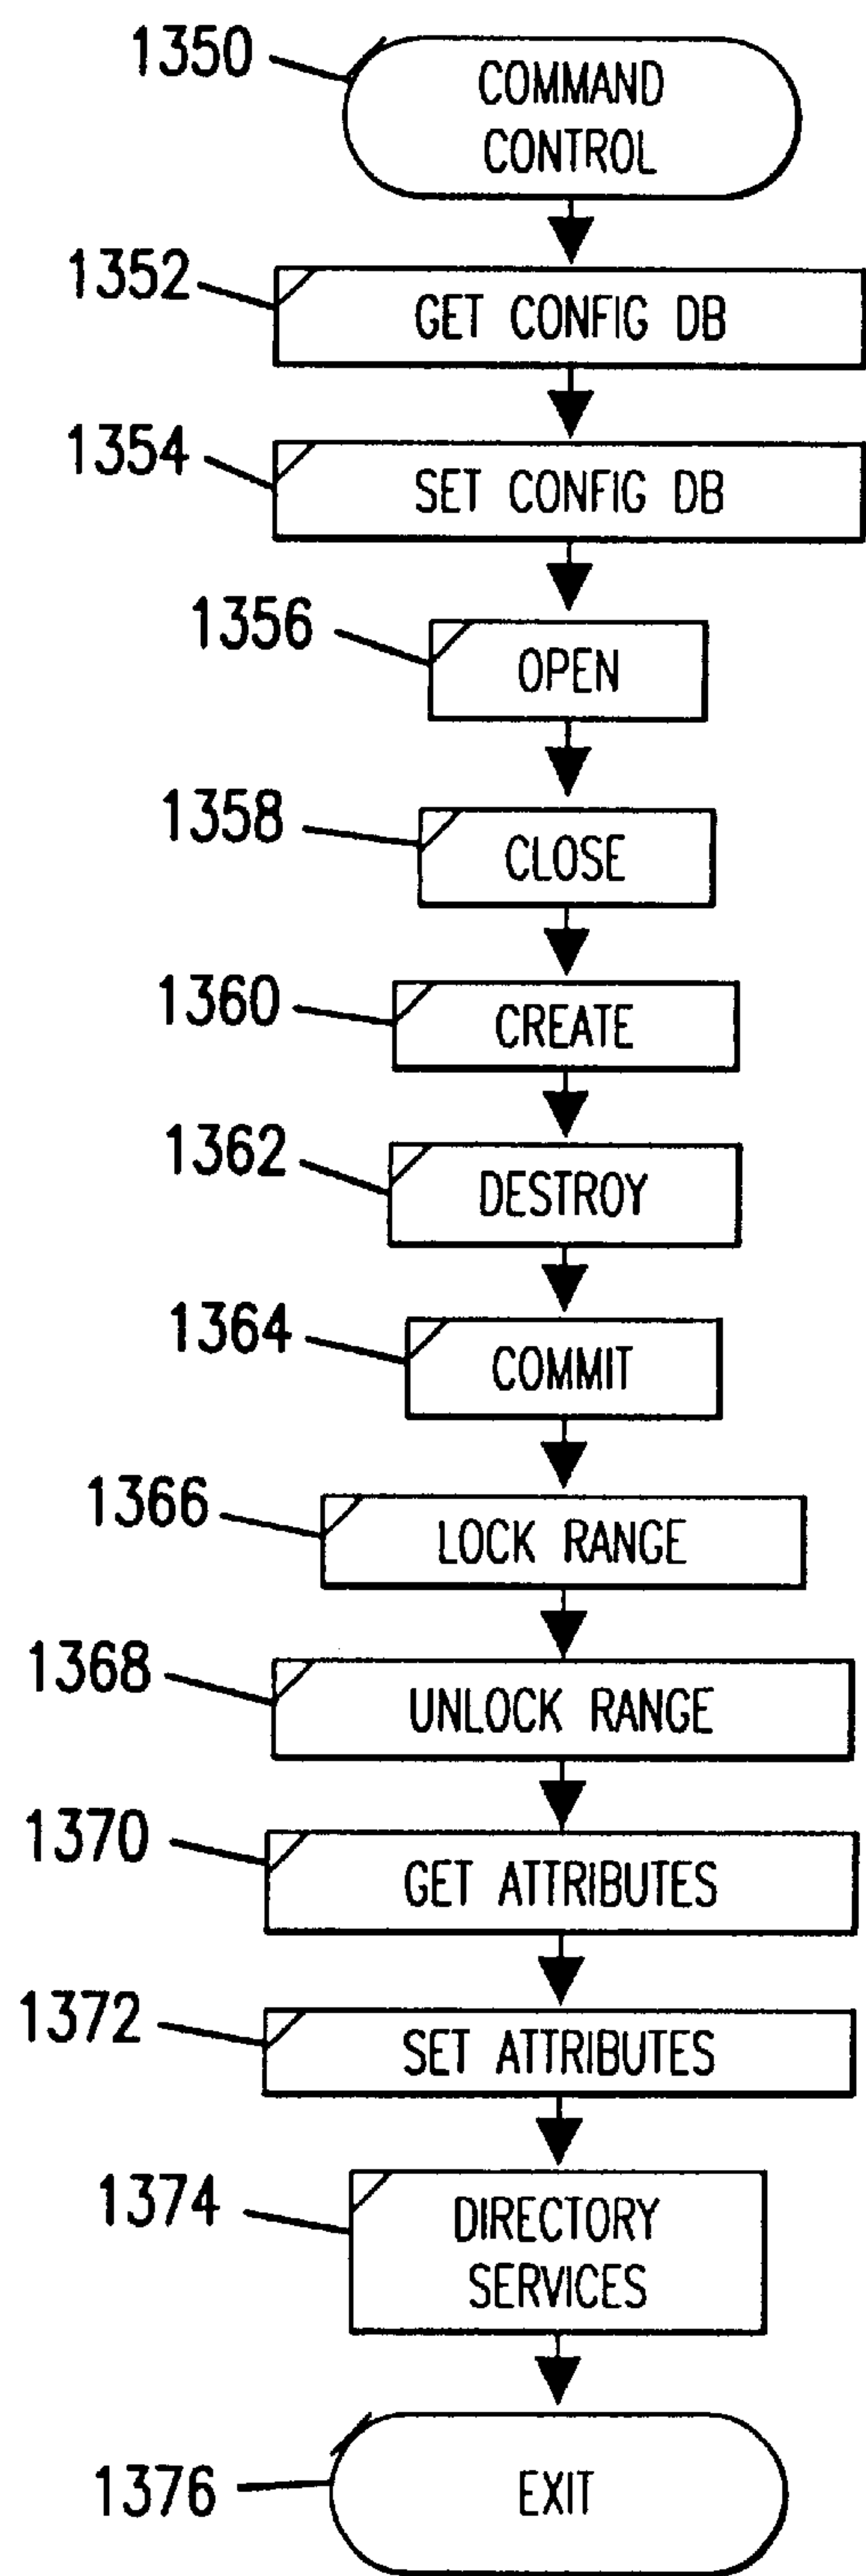 1350
COMMAND
CONTROL
1352
GET CONFIG DB
1354
SET CONFIG DB
1356
OPEN
1358
CLOSE
1360
CREATE
1362
DESTROY
1364
COMMIT
1366
LOCK RANGE
1368
UNLOCK RANGE
1370
GET ATTRIBUTES
1372
SET ATTRIBUTES
1374
DIRECTORY
SERVICES
1376
EXIT